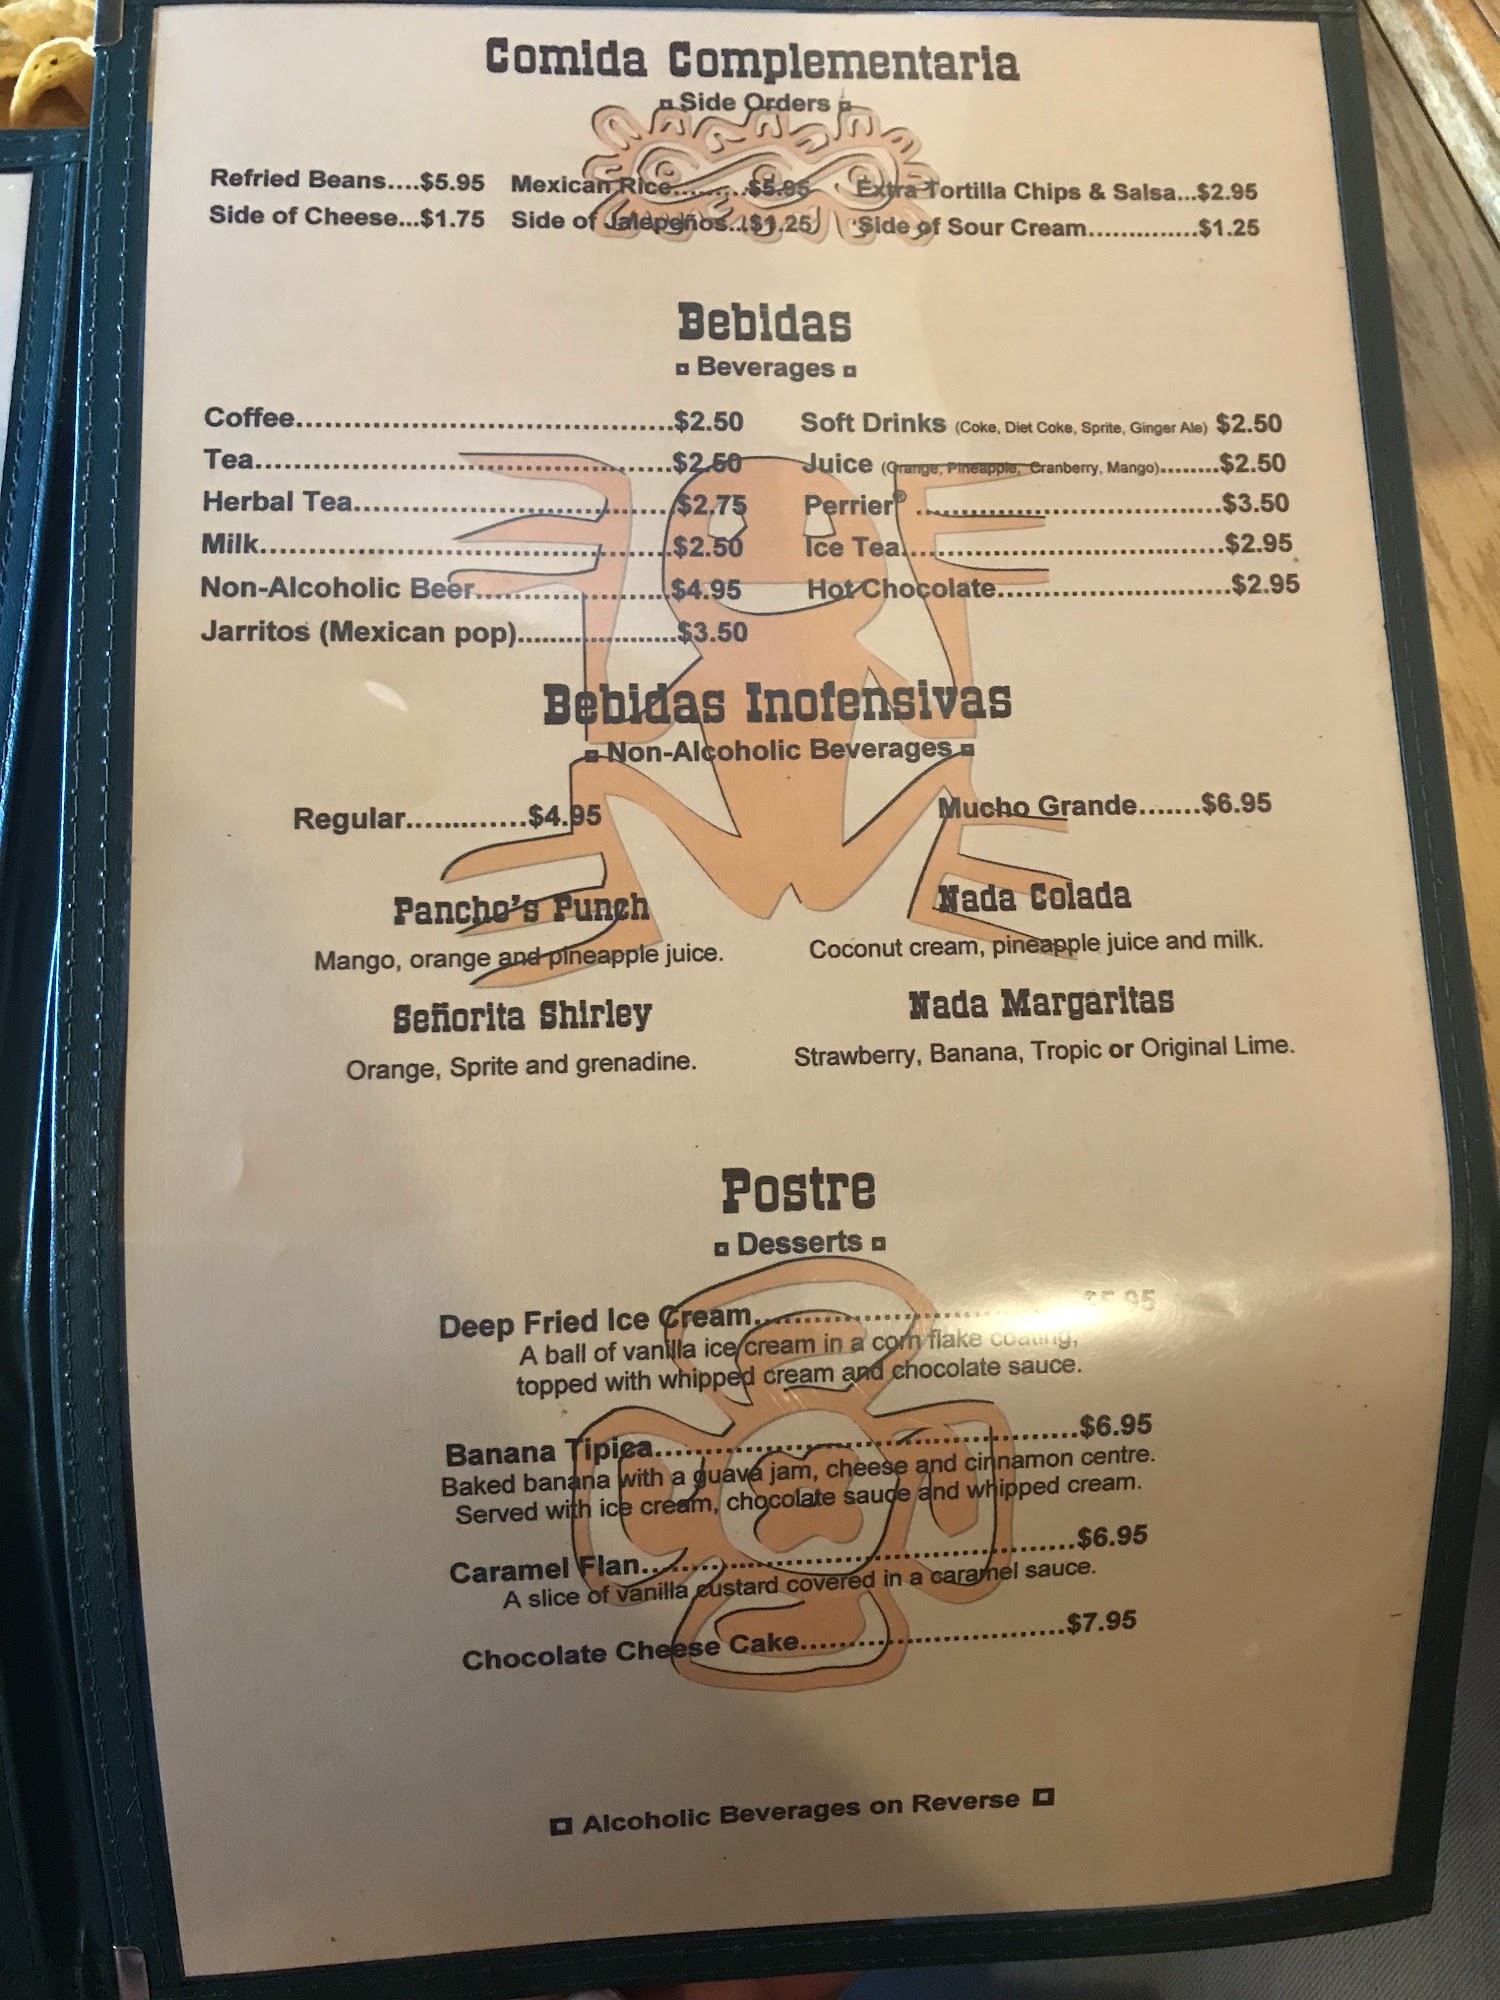 Comida Complementaria
Side Orders
Refried Beans....$5.95 Mexican Rice.........$5.95 Extra Tortilla Chips & Salsa...$2.95
Side of Cheese...$1.75 Side of Jalepeños..$1.25 Side of Sour Cream..............$1.25
Bebidas
Beverages
Coffee......................................$2.50 Soft Drinks (Coke, Diet Coke, Sprite, Ginger Ale) $2.50
Tea..........................................$2.50 Juice (Orange, Pineapple, Cranberry, Mango)........$2.50
Herbal Tea................................$2.75 Perrier® ....................................$3.50
Milk.........................................$2.50 Ice Tea.....................................$2.95
Non-Alcoholic Beer....................$4.95 Hot Chocolate............................$2.95
Jarritos (Mexican pop)...................$3.50
Bebidas Inofensivas
Non-Alcoholic Beverages
Regular.............$4.95 Mucho Grande.......$6.95
Pancho's Punch Nada Colada
Mango, orange and pineapple juice. Coconut cream, pineapple juice and milk.
Señorita Shirley Nada Margaritas
Orange, Sprite and grenadine. Strawberry, Banana, Tropic or Original Lime.
Postre
Desserts
Deep Fried Ice Cream.................................$5.95
A ball of vanilla ice cream in a corn flake coating,
topped with whipped cream and chocolate sauce.
Banana Tipica...........................................$6.95
Baked banana with a guava jam, cheese and cinnamon centre.
Served with ice cream, chocolate sauce and whipped cream.
Caramel Flan............................................$6.95
A slice of vanilla custard covered in a caramel sauce.
Chocolate Cheese Cake...........................$7.95
Alcoholic Beverages on Reverse